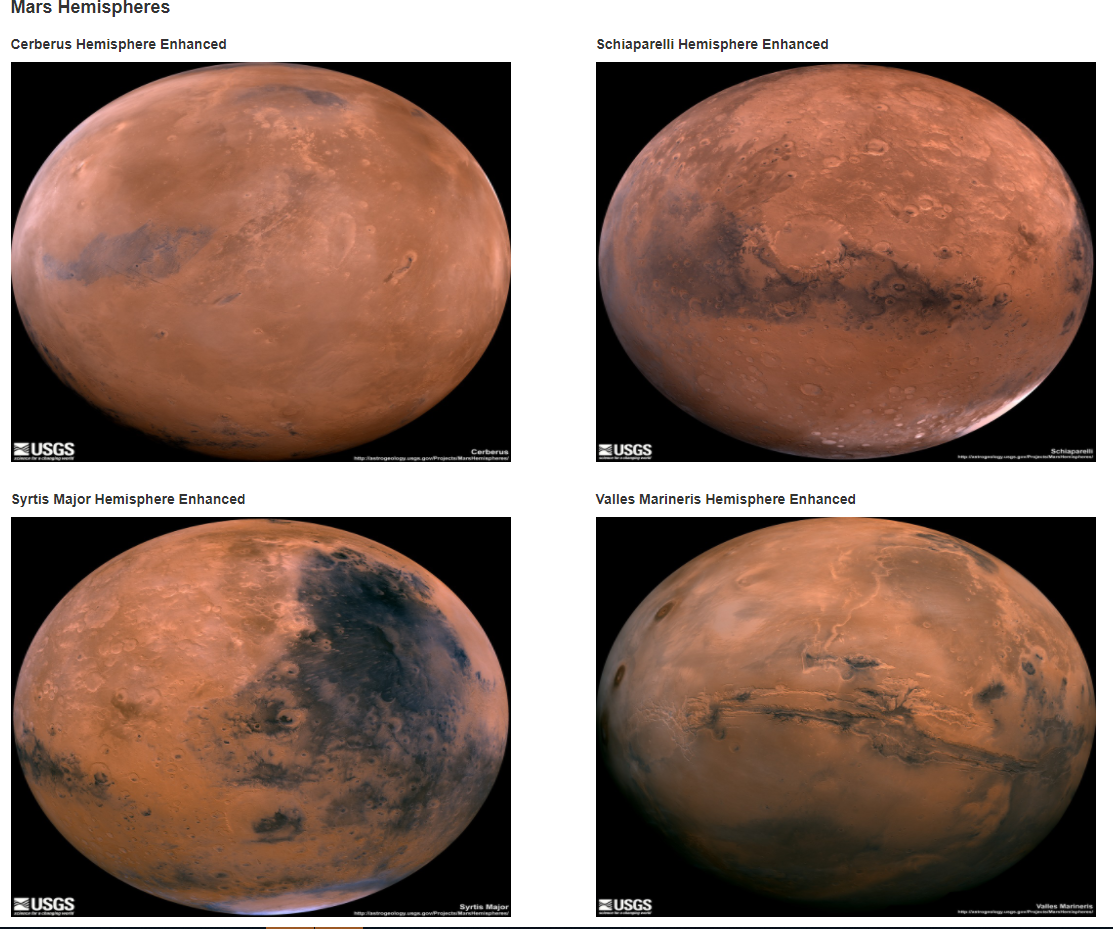 Mars Hemispheres
Cerberus Hemisphere Enhanced
Schiaparelli Hemisphere Enhanced
USGS
science for a changing world
Cerberus
http://astrogeology.usgs.gov/Projects/MarsHemispheres/
USGS
science for a changing world
Schiaparelli
http://astrogeology.usgs.gov/Projects/MarsHemispheres/
Syrtis Major Hemisphere Enhanced
Valles Marineris Hemisphere Enhanced
USGS
science for a changing world
Syrtis Major
http://astrogeology.usgs.gov/Projects/MarsHemispheres/
USGS
science for a changing world
Valles Marineris
http://astrogeology.usgs.gov/Projects/MarsHemispheres/